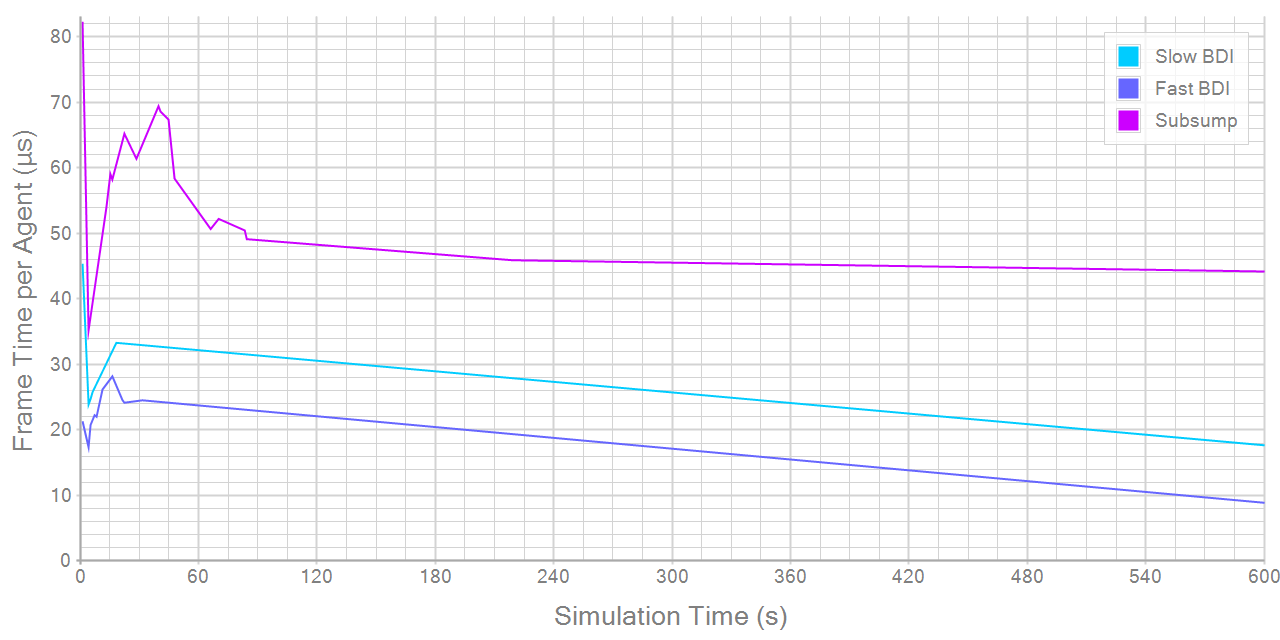 80
70
60
50
40
30
20
10
0
Frame Time per Agent (µs)
Slow BDI
Fast BDI
Subsump
0 60 120 180 240 300 360 420 480 540 600
Simulation Time (s)